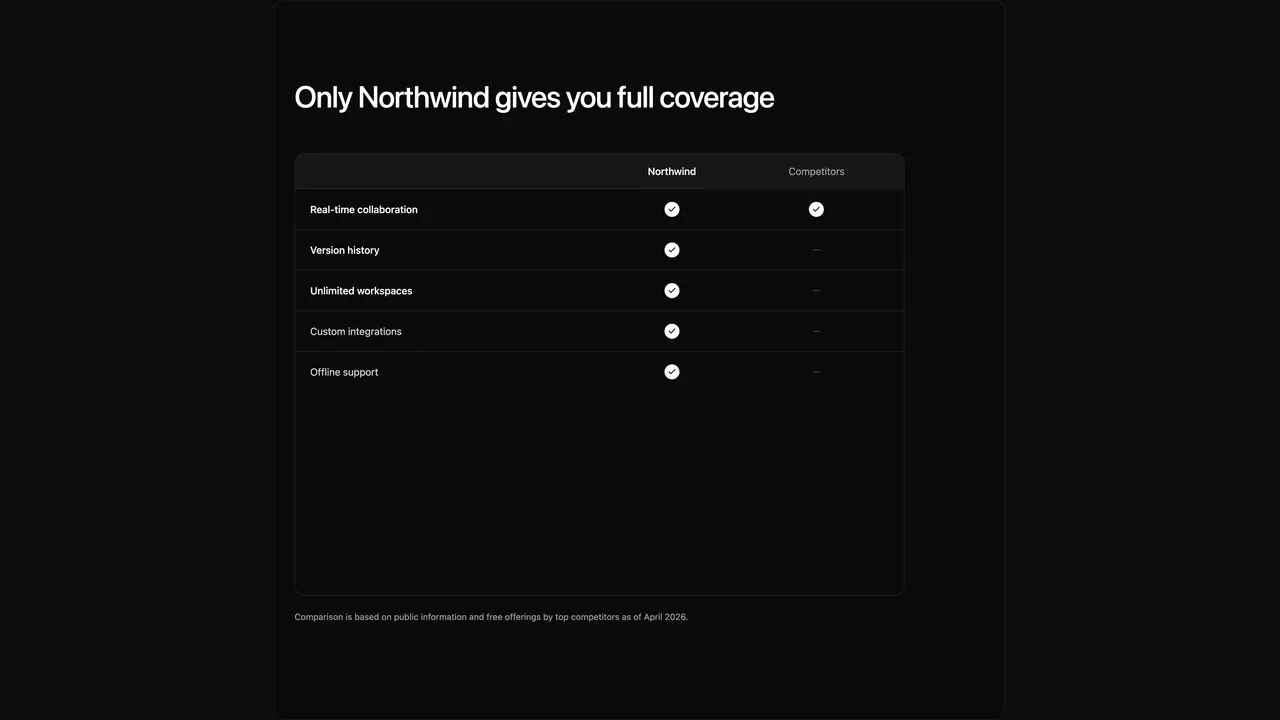 Only Northwind gives you full coverage
Northwind Competitors
Real-time collaboration
Version history
Unlimited workspaces
Custom integrations
Offline support
Comparison is based on public information and free offerings by top competitors as of April 2026.